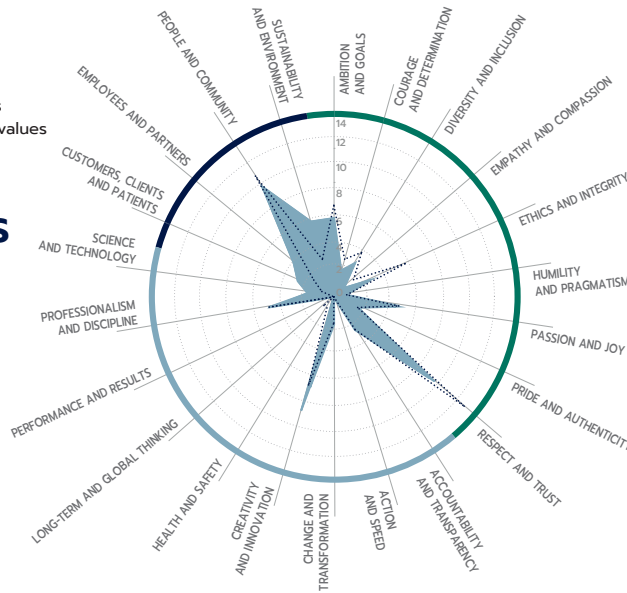 values
s
AMBITION
AND GOALS
COURAGE
AND DETERMINATION
DIVERSITY AND INCLUSION
EMPATHY AND COMPASSION
ETHICS AND INTEGRITY
HUMILITY
AND PRAGMATISM
PASSION AND JOY
PRIDE AND AUTHENTICITY
RESPECT AND TRUST
ACCOUNTABILITY
AND TRANSPARENCY
ACTION
AND SPEED
CHANGE AND
TRANSFORMATION
CREATIVITY
AND INNOVATION
HEALTH AND SAFETY
LONG-TERM AND GLOBAL THINKING
PERFORMANCE AND RESULTS
PROFESSIONALISM
AND DISCIPLINE
SCIENCE
AND TECHNOLOGY
CUSTOMERS, CLIENTS
AND PATIENTS
EMPLOYEES AND PARTNERS
PEOPLE AND COMMUNITY
SUSTAINABILITY
AND ENVIRONMENT
14
12
10
8
6
2
0